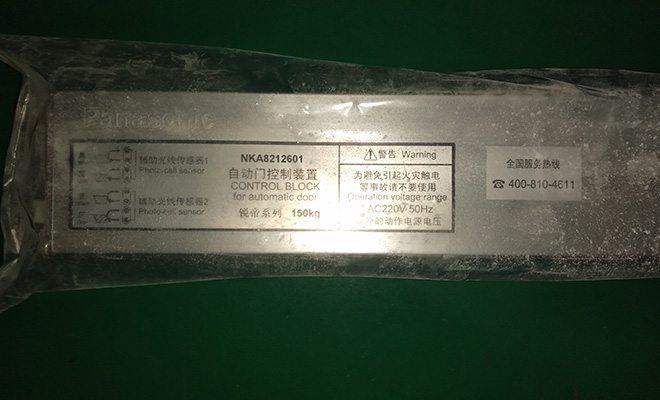 Panasonic
辅助光线传感器1
Photo-cell sensor
辅助光线传感器2
Photo-cell sensor
NKA8212601
自动门控制装置
CONTROL BLOCK
for automatic door
锐帝系列 150kg
警告 Warning
为避免引起火灾触电
等事故请不要使用
Operation voltage range
AC220V 50Hz
外的动作电源电压
全国服务热线
☎ 400-810-4611